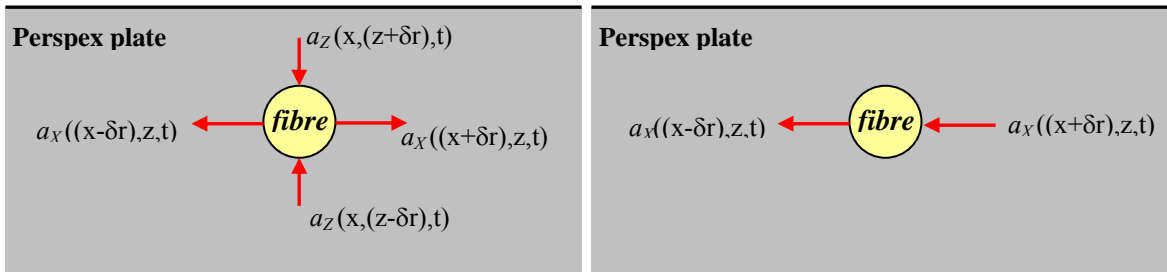 Perspex plate
a_Z(x,(z+δr),t)
a_X((x-δr),z,t)
fibre
a_X((x+δr),z,t)
a_Z(x,(z-δr),t)
Perspex plate
a_X((x-δr),z,t)
fibre
a_X((x+δr),z,t)